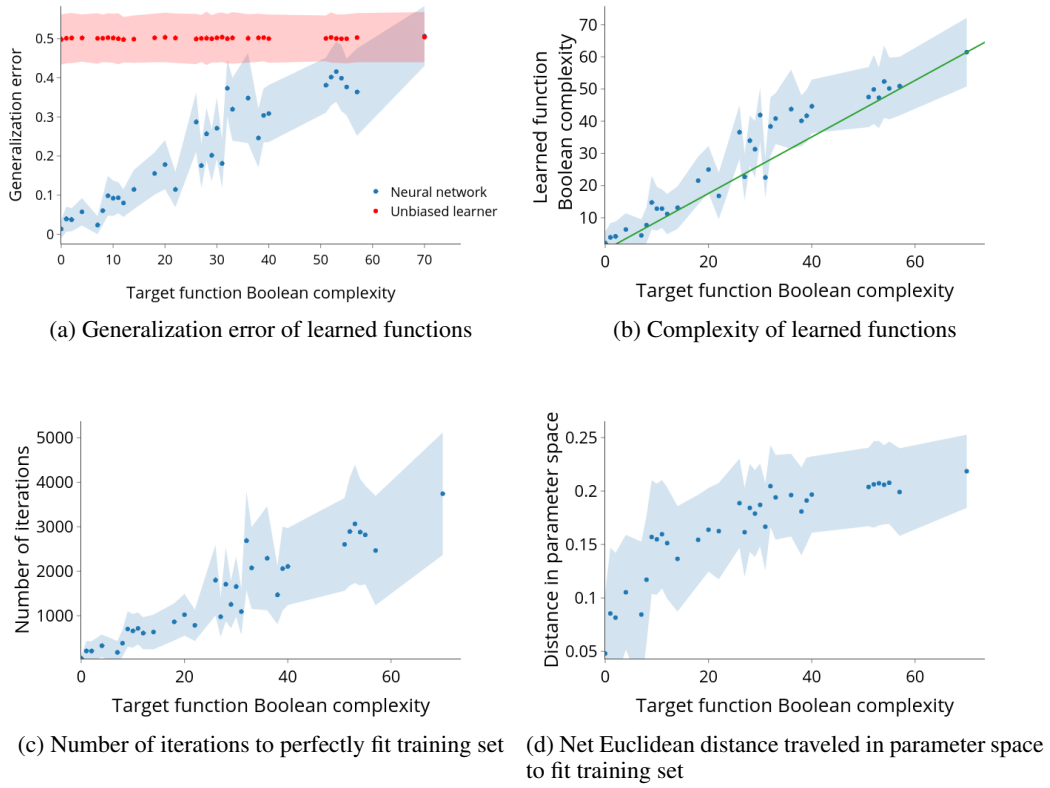 Generalization error
0.5
0.4
0.3
0.2
0.1
0
Neural network
Unbiased learner
0 10 20 30 40 50 60 70
Target function Boolean complexity
(a) Generalization error of learned functions
Learned function
Boolean complexity
70
60
50
40
30
20
10
0 20 40 60
Target function Boolean complexity
(b) Complexity of learned functions
Number of iterations
5000
4000
3000
2000
1000
0 20 40 60
Target function Boolean complexity
(c) Number of iterations to perfectly fit training set
Distance in parameter space
0.25
0.2
0.15
0.1
0.05
0 20 40 60
Target function Boolean complexity
(d) Net Euclidean distance traveled in parameter space
to fit training set